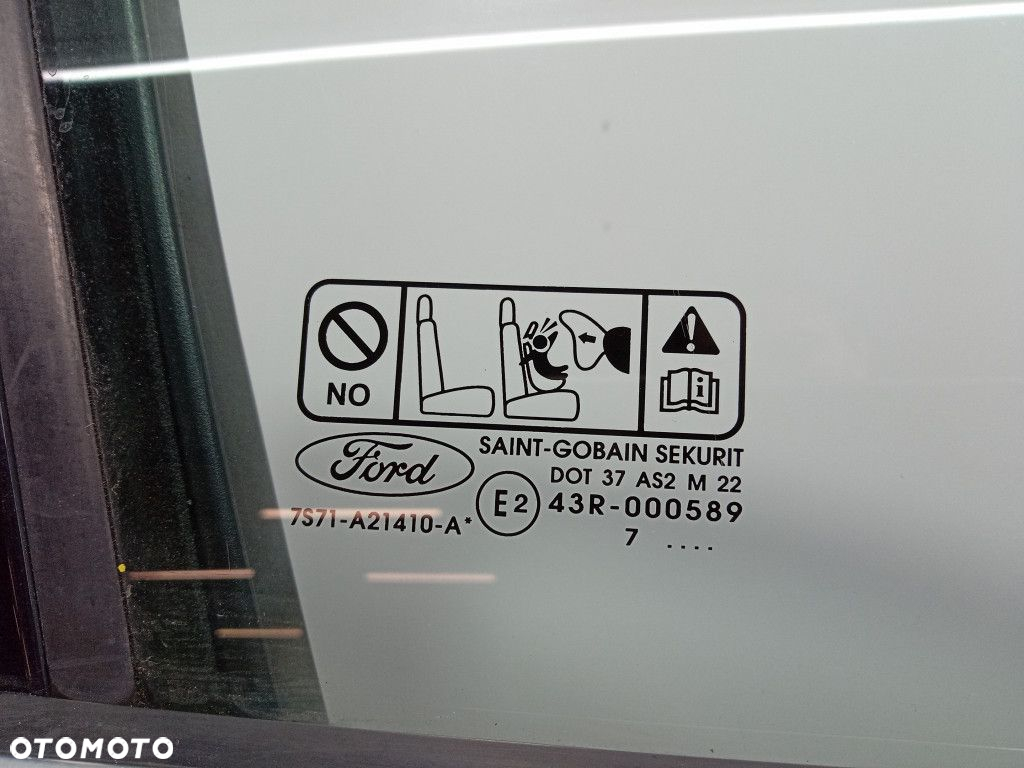 NO
i
Ford
SAINT-GOBAIN SEKURIT
DOT 37 AS2 M 22
7S71-A21410-A*
E2
43R-000589
7 ....
OTOMOTO